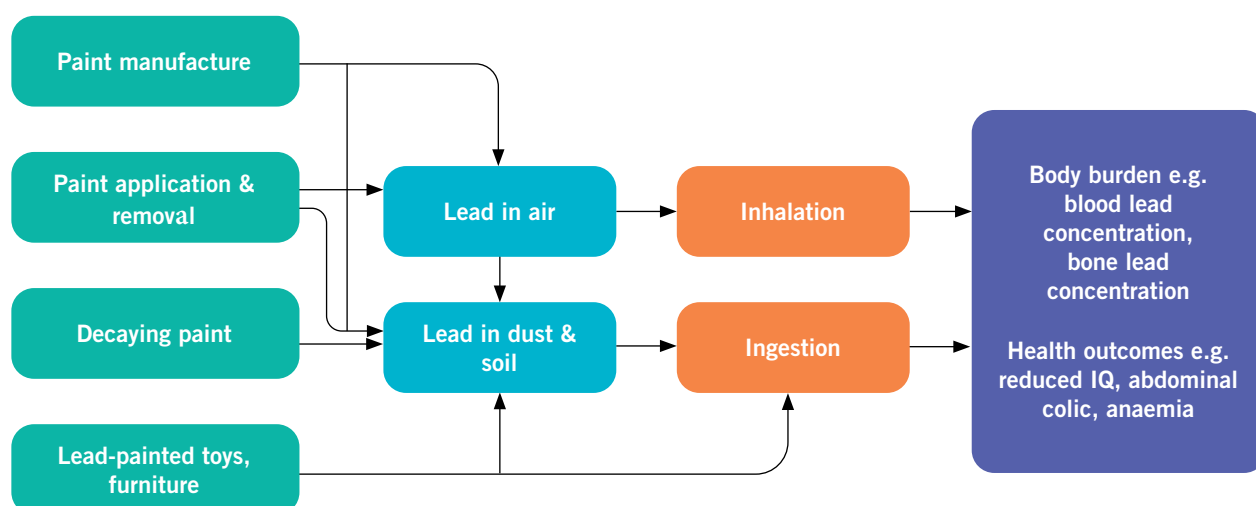 Paint manufacture
Paint application &
removal
Decaying paint
Lead-painted toys,
furniture
Lead in air
Lead in dust &
soil
Inhalation
Ingestion
Body burden e.g.
blood lead
concentration,
bone lead
concentration
Health outcomes e.g.
reduced IQ, abdominal
colic, anaemia